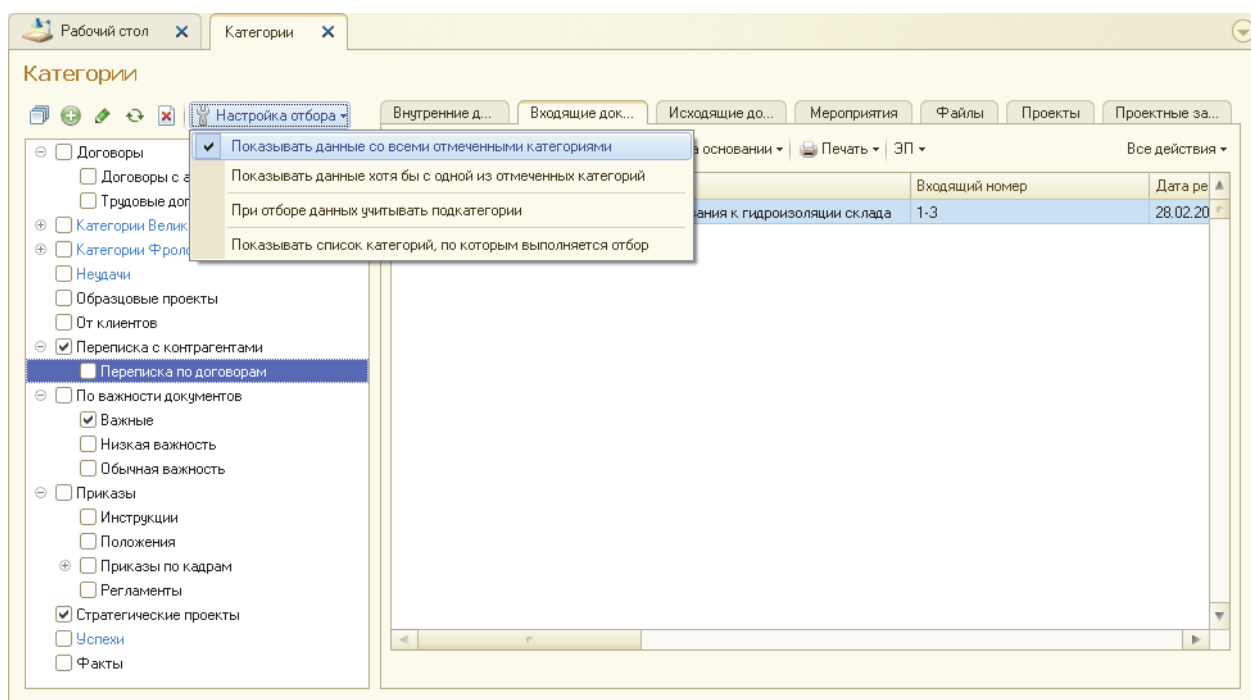 Рабочий стол
Категории
Категории
Настройка отбора
Внутренние д...
Входящие док...
Исходящие до...
Мероприятия
Файлы
Проекты
Проектные за...
Показывать данные со всеми отмеченными категориями
Показывать данные хотя бы с одной из отмеченных категорий
При отборе данных учитывать подкатегории
Показывать список категорий, по которым выполняется отбор
основании
Печать
ЭП
Все действия
Входящий номер
Дата ре
вания к гидроизоляции склада
1-3
28.02.20
Договоры
Договоры с а
Трудовые дог
Категории Велик
Категории Фроло
Неудачи
Образцовые проекты
От клиентов
Переписка с контрагентами
Переписка по договорам
По важности документов
Важные
Низкая важность
Обычная важность
Приказы
Инструкции
Положения
Приказы по кадрам
Регламенты
Стратегические проекты
Успехи
Факты